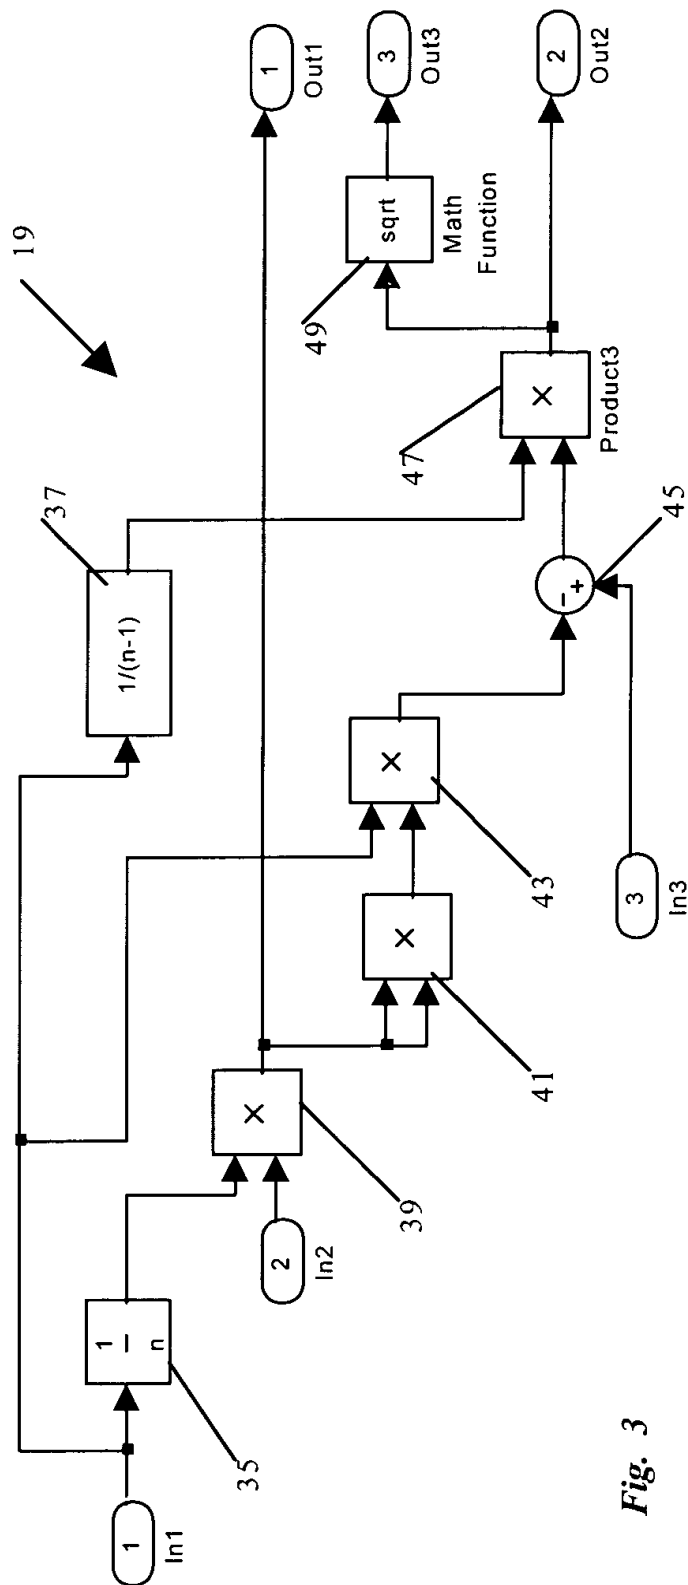 19
1
In1
1
-
n
35
2
In2
×
39
1/(n-1)
37
×
41
×
43
3
In3
-
+
45
×
47
Product3
sqrt
49
Math
Function
1
Out1
3
Out3
2
Out2
Fig. 3